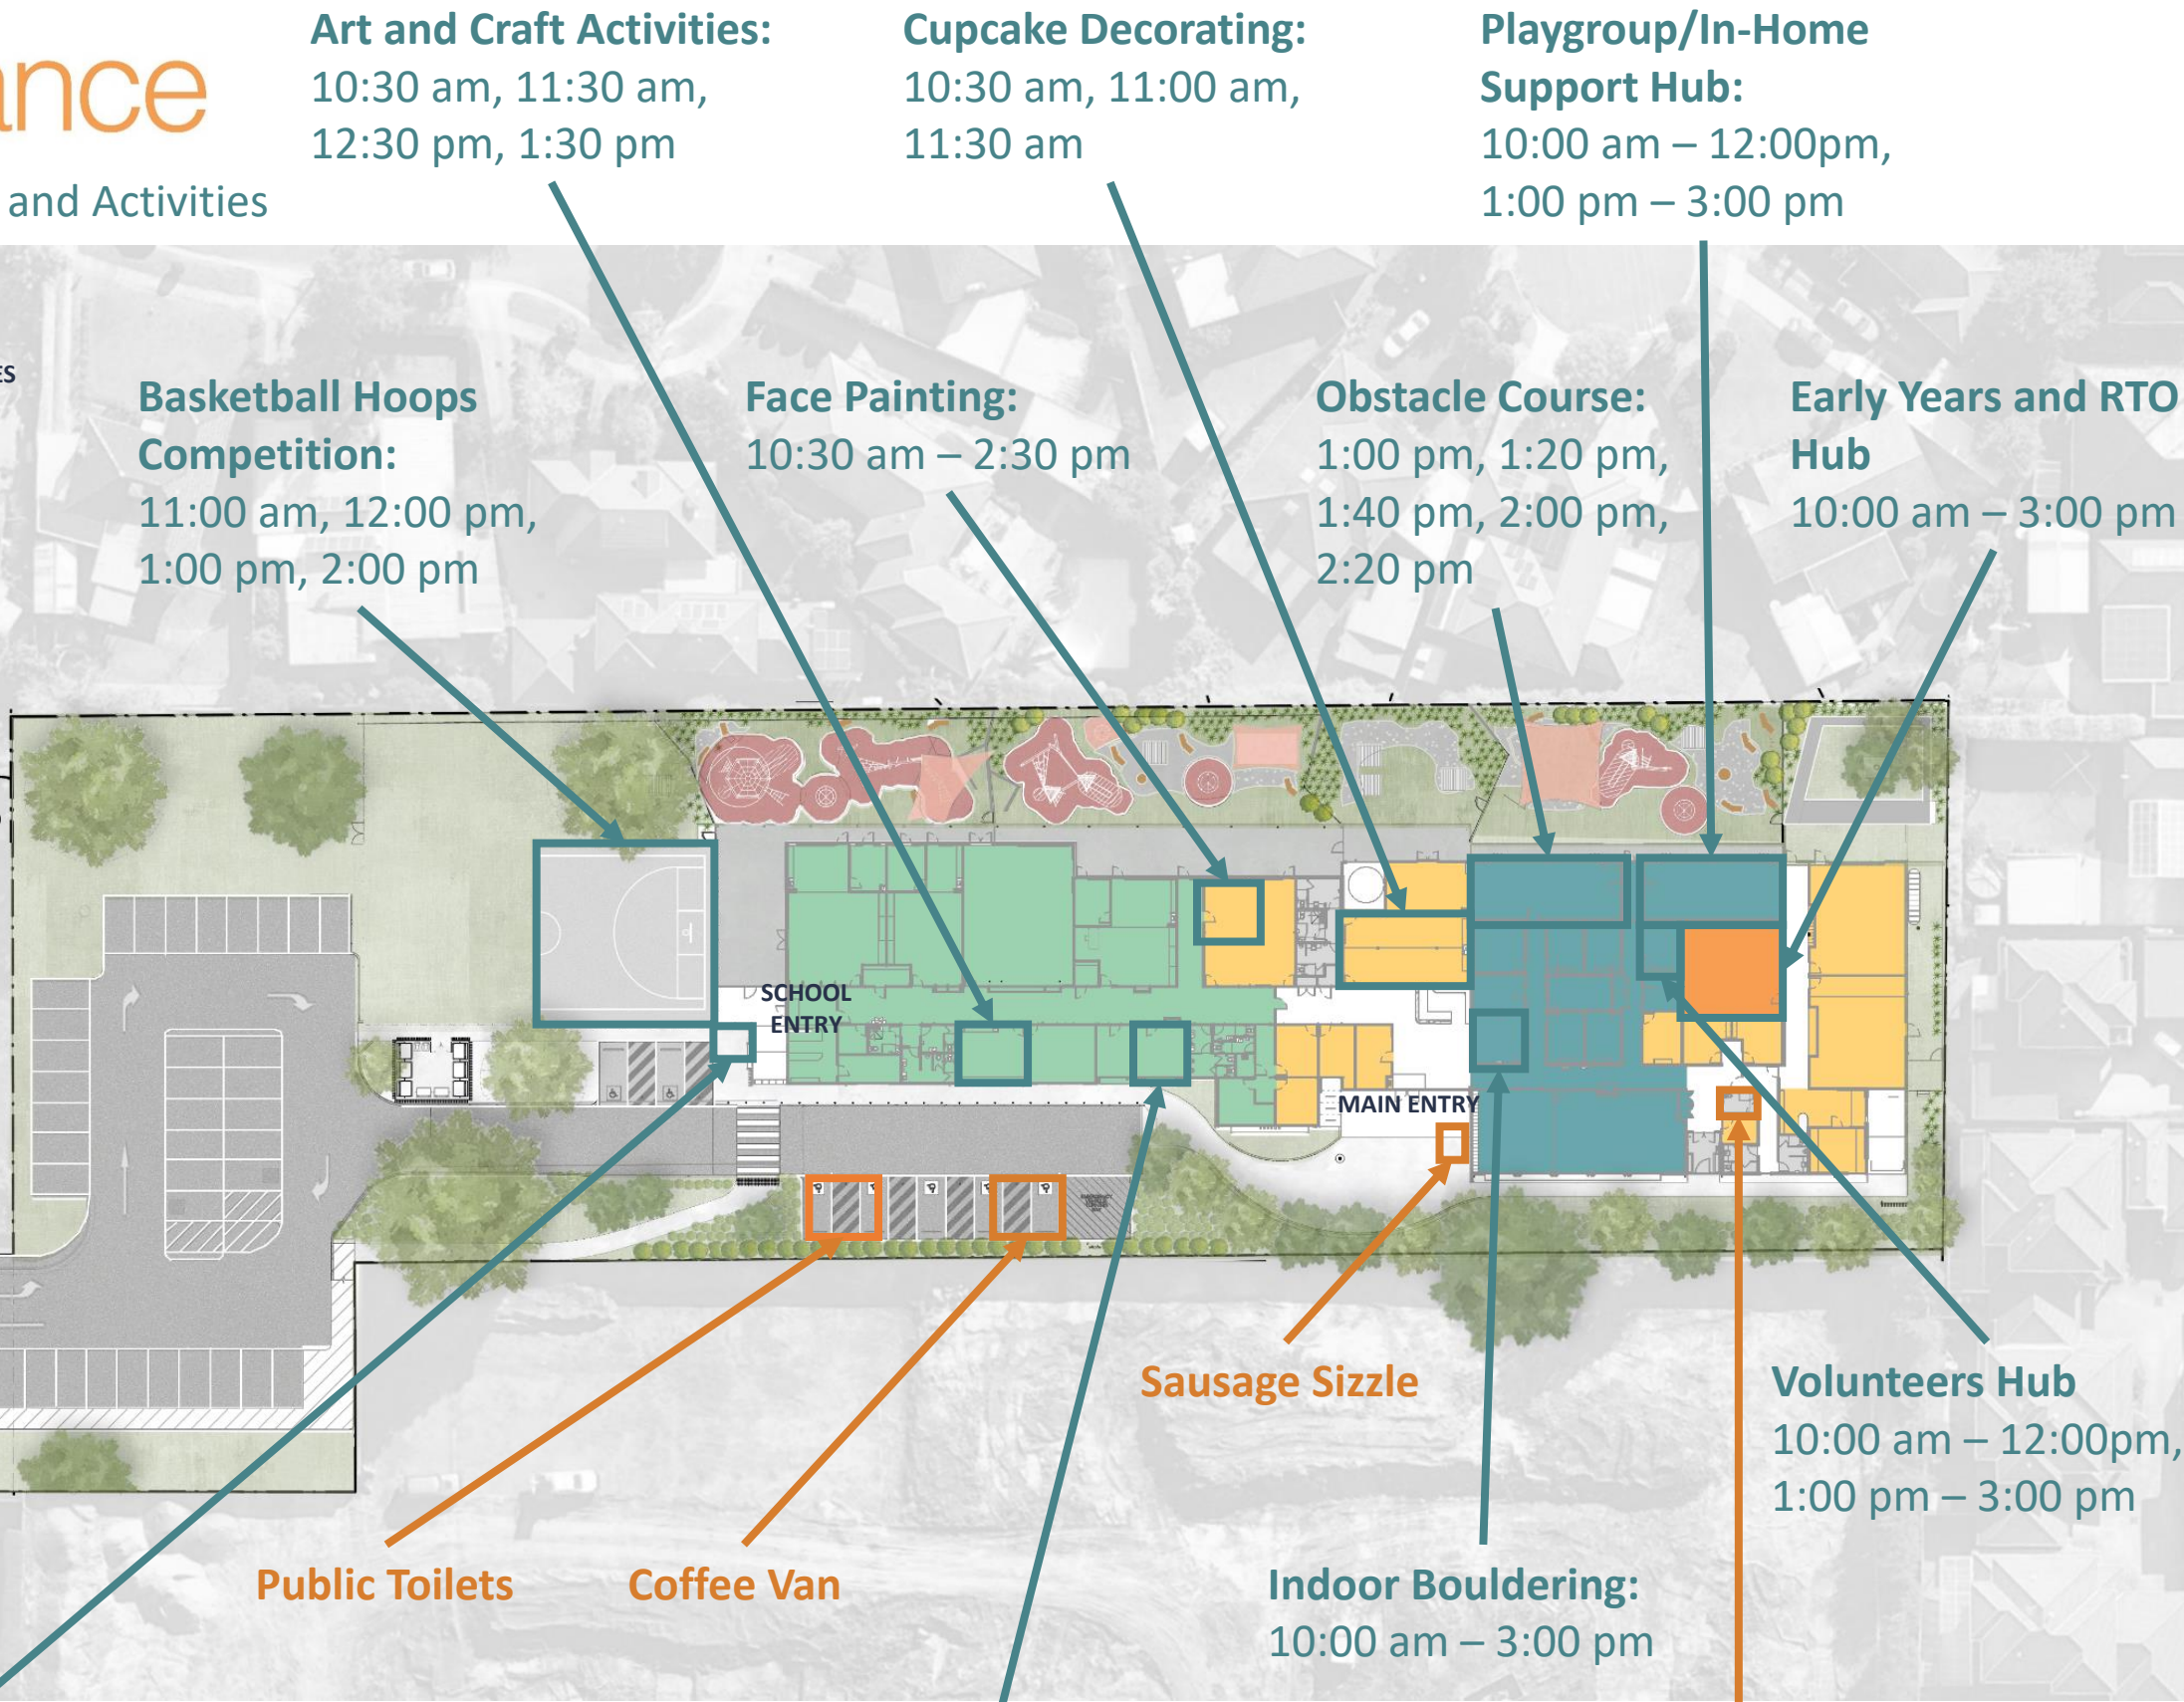 ance
and Activities
Art and Craft Activities:
10:30 am, 11:30 am,
12:30 pm, 1:30 pm
Cupcake Decorating:
10:30 am, 11:00 am,
11:30 am
Playgroup/In-Home
Support Hub:
10:00 am – 12:00pm,
1:00 pm – 3:00 pm
ES
Basketball Hoops
Competition:
11:00 am, 12:00 pm,
1:00 pm, 2:00 pm
Face Painting:
10:30 am – 2:30 pm
Obstacle Course:
1:00 pm, 1:20 pm,
1:40 pm, 2:00 pm,
2:20 pm
Early Years and RTO
Hub
10:00 am – 3:00 pm
SCHOOL
ENTRY
MAIN ENTRY
Sausage Sizzle
Volunteers Hub
10:00 am – 12:00pm,
1:00 pm – 3:00 pm
Public Toilets
Coffee Van
Indoor Bouldering:
10:00 am – 3:00 pm